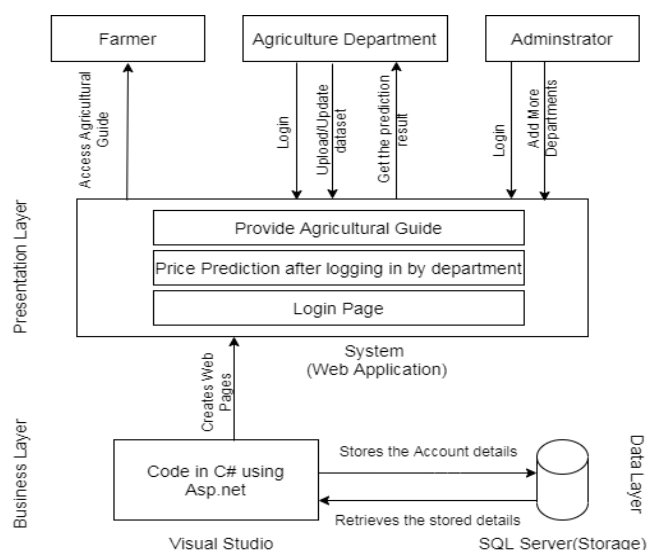 Farmer
Agriculture Department
Adminstrator
Access Agricultural
Guide
Login
Upload/Update
dataset
Get the prediction
result
Login
Add More
Departments
Presentation Layer
Provide Agricultural Guide
Price Prediction after logging in by department
Login Page
System
(Web Application)
Creates Web
Pages
Business Layer
Code in C# using
Asp.net
Stores the Account details
Retrieves the stored details
Data Layer
Visual Studio
SQL Server(Storage)